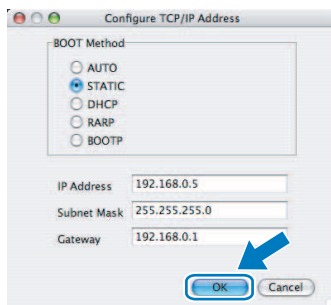 Configure TCP/IP Address
BOOT Method
AUTO
STATIC
DHCP
RARP
BOOTP
IP Address 192.168.0.5
Subnet Mask 255.255.255.0
Gateway 192.168.0.1
OK Cancel